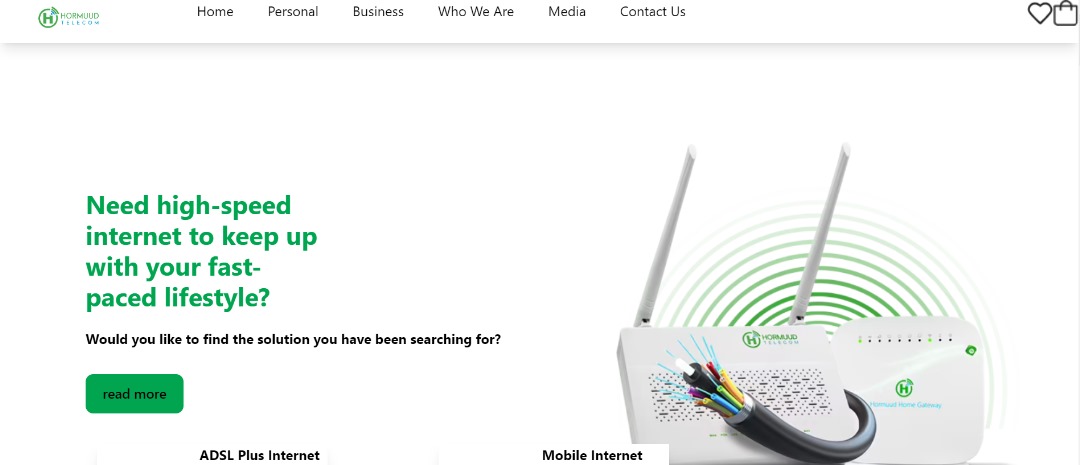 HORMUUD
TELECOM
Home Personal Business Who We Are Media Contact Us
Need high-speed
internet to keep up
with your fast-
paced lifestyle?
Would you like to find the solution you have been searching for?
read more
HORMUUD
TELECOM
Hormuud Home Gateway
ADSL Plus Internet
Mobile Internet